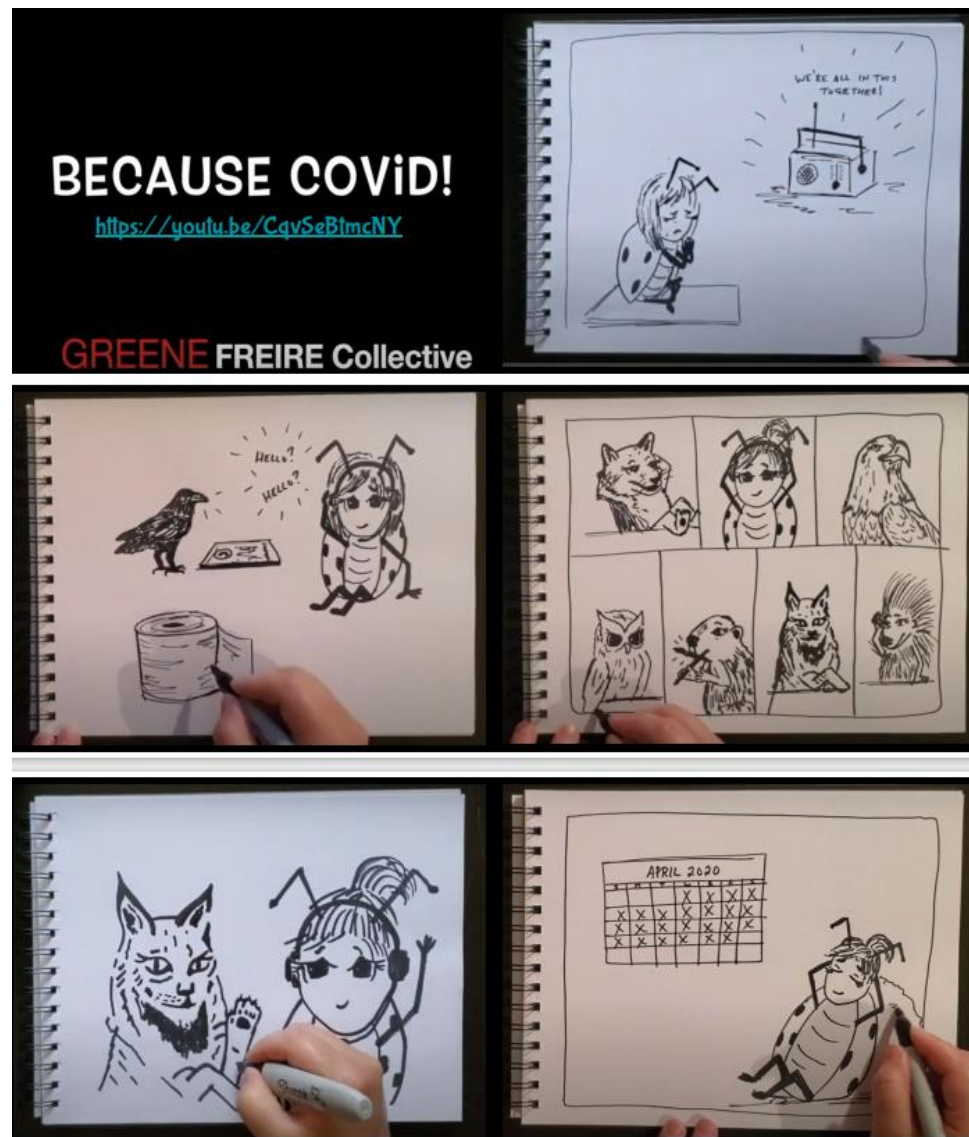 BECAUSE COViD!
https://youtu.be/CqvSeBtmcNY
GREENE FREIRE Collective
WE'RE ALL IN THIS
TOGETHER!
HELLO?
HELLO?
APRIL 2020
S M T W
X X X X
X X X X X X X
X X X X X X X
X X X X X X